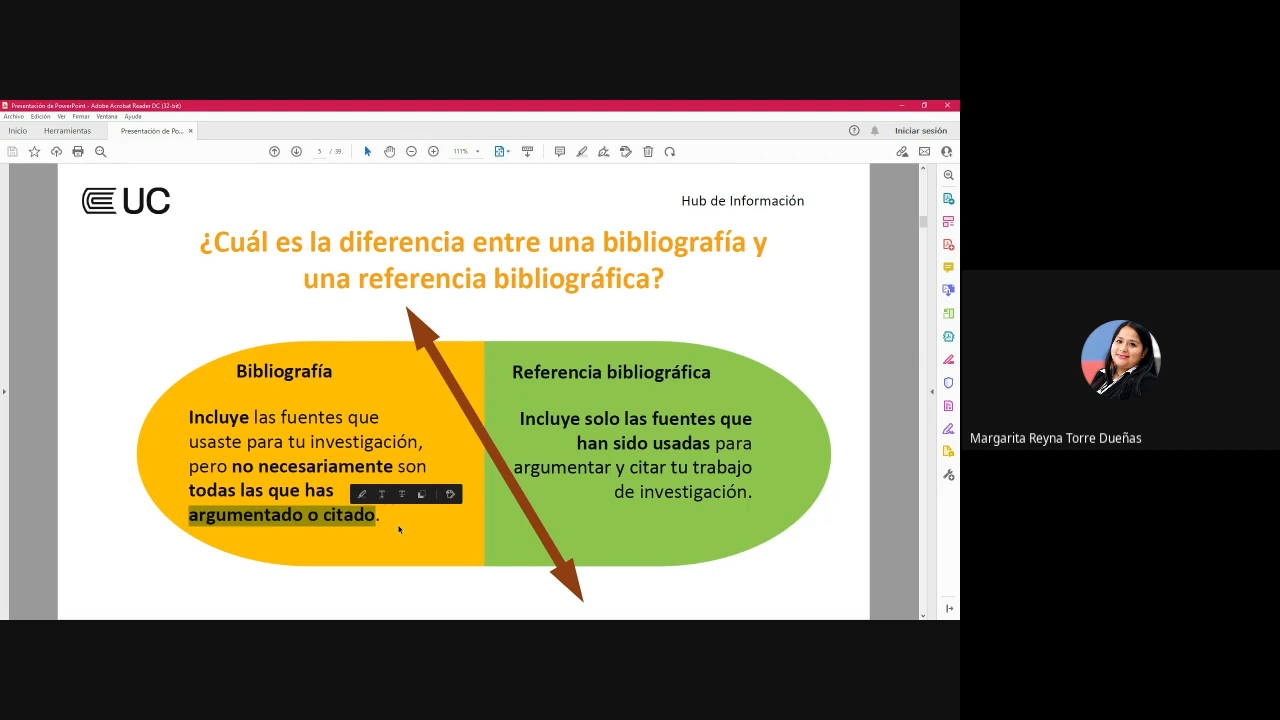 Presentación de PowerPoint - Adobe Acrobat Reader DC (32-bit)
Archivo Edición Ver Firmar Ventana Ayuda
Inicio Herramientas Presentación de Po... × Iniciar sesión
5 / 39 111%
UC
Hub de Información
¿Cuál es la diferencia entre una bibliografía y
una referencia bibliográfica?
Bibliografía
Incluye las fuentes que
usaste para tu investigación,
pero no necesariamente son
todas las que has
argumentado o citado.
Referencia bibliográfica
Incluye solo las fuentes que
han sido usadas para
argumentar y citar tu trabajo
de investigación.
Margarita Reyna Torre Dueñas